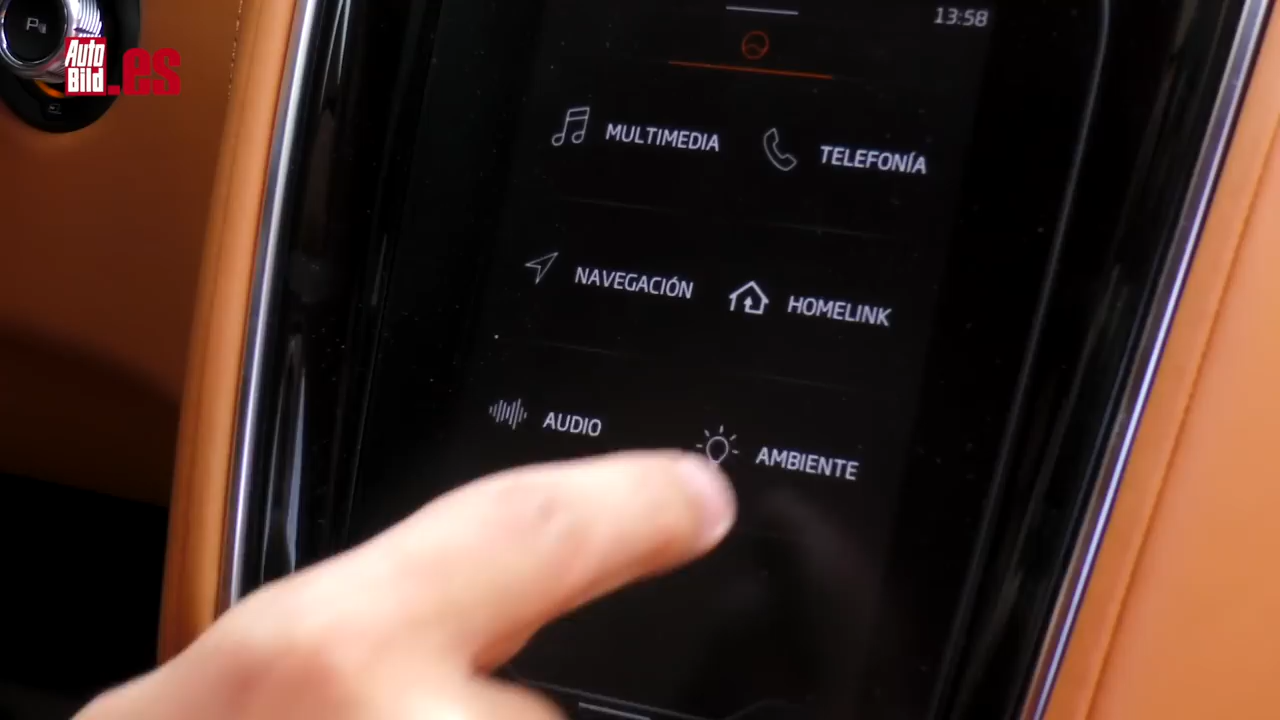 13:58
P
Auto
Bild.es
MULTIMEDIA
TELEFONÍA
NAVEGACIÓN
HOMELINK
AUDIO
AMBIENTE